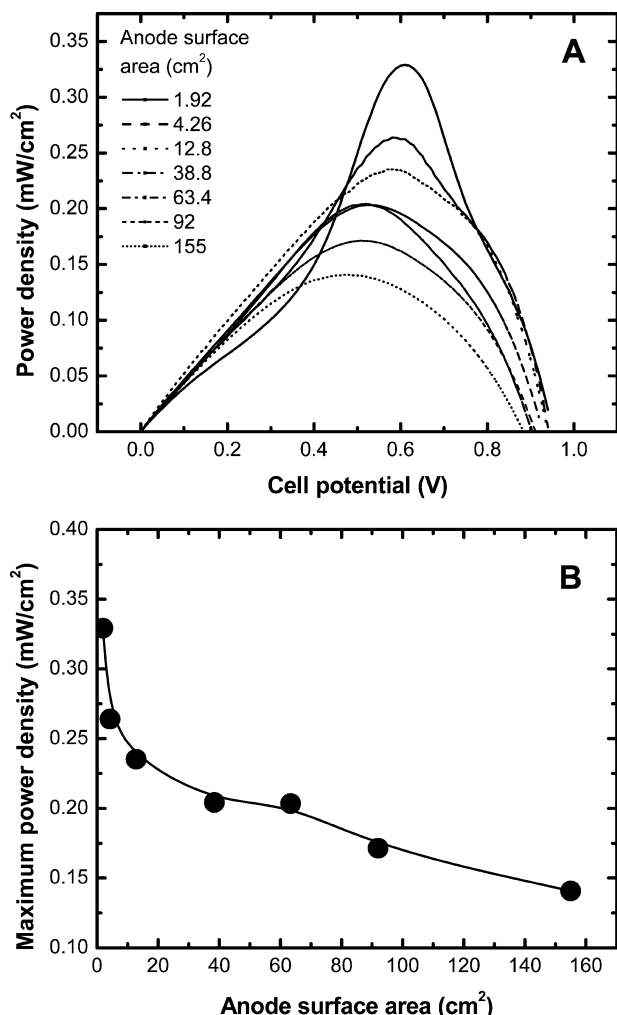 A
Anode surface
area (cm²)
1.92
4.26
12.8
38.8
63.4
92
155
Power density (mW/cm²)
0.35
0.30
0.25
0.20
0.15
0.10
0.05
0.00
0.0 0.2 0.4 0.6 0.8 1.0
Cell potential (V)
B
Maximum power density (mW/cm²)
0.40
0.35
0.30
0.25
0.20
0.15
0.10
0 20 40 60 80 100 120 140 160
Anode surface area (cm²)